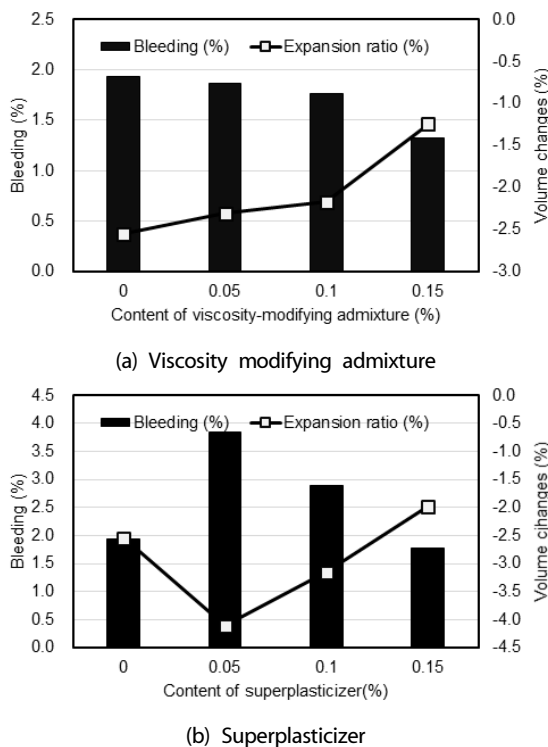 2.5 0.0
Bleeding (%) Expansion ratio (%)
2.0 -0.5
1.5 -1.0
1.0 -1.5
0.5 -2.0
0.0 -2.5
-3.0
Bleeding (%)
Volume changes (%)
0 0.05 0.1 0.15
Content of viscosity-modifying admixture (%)
(a) Viscosity modifying admixture
4.5 0.0
Bleeding (%) Expansion ratio (%)
4.0 -0.5
3.5 -1.0
3.0 -1.5
2.5 -2.0
2.0 -2.5
1.5 -3.0
1.0 -3.5
0.5 -4.0
0.0 -4.5
Bleeding (%)
Volume cihanges (%)
0 0.05 0.1 0.15
Content of superplasticizer(%)
(b) Superplasticizer